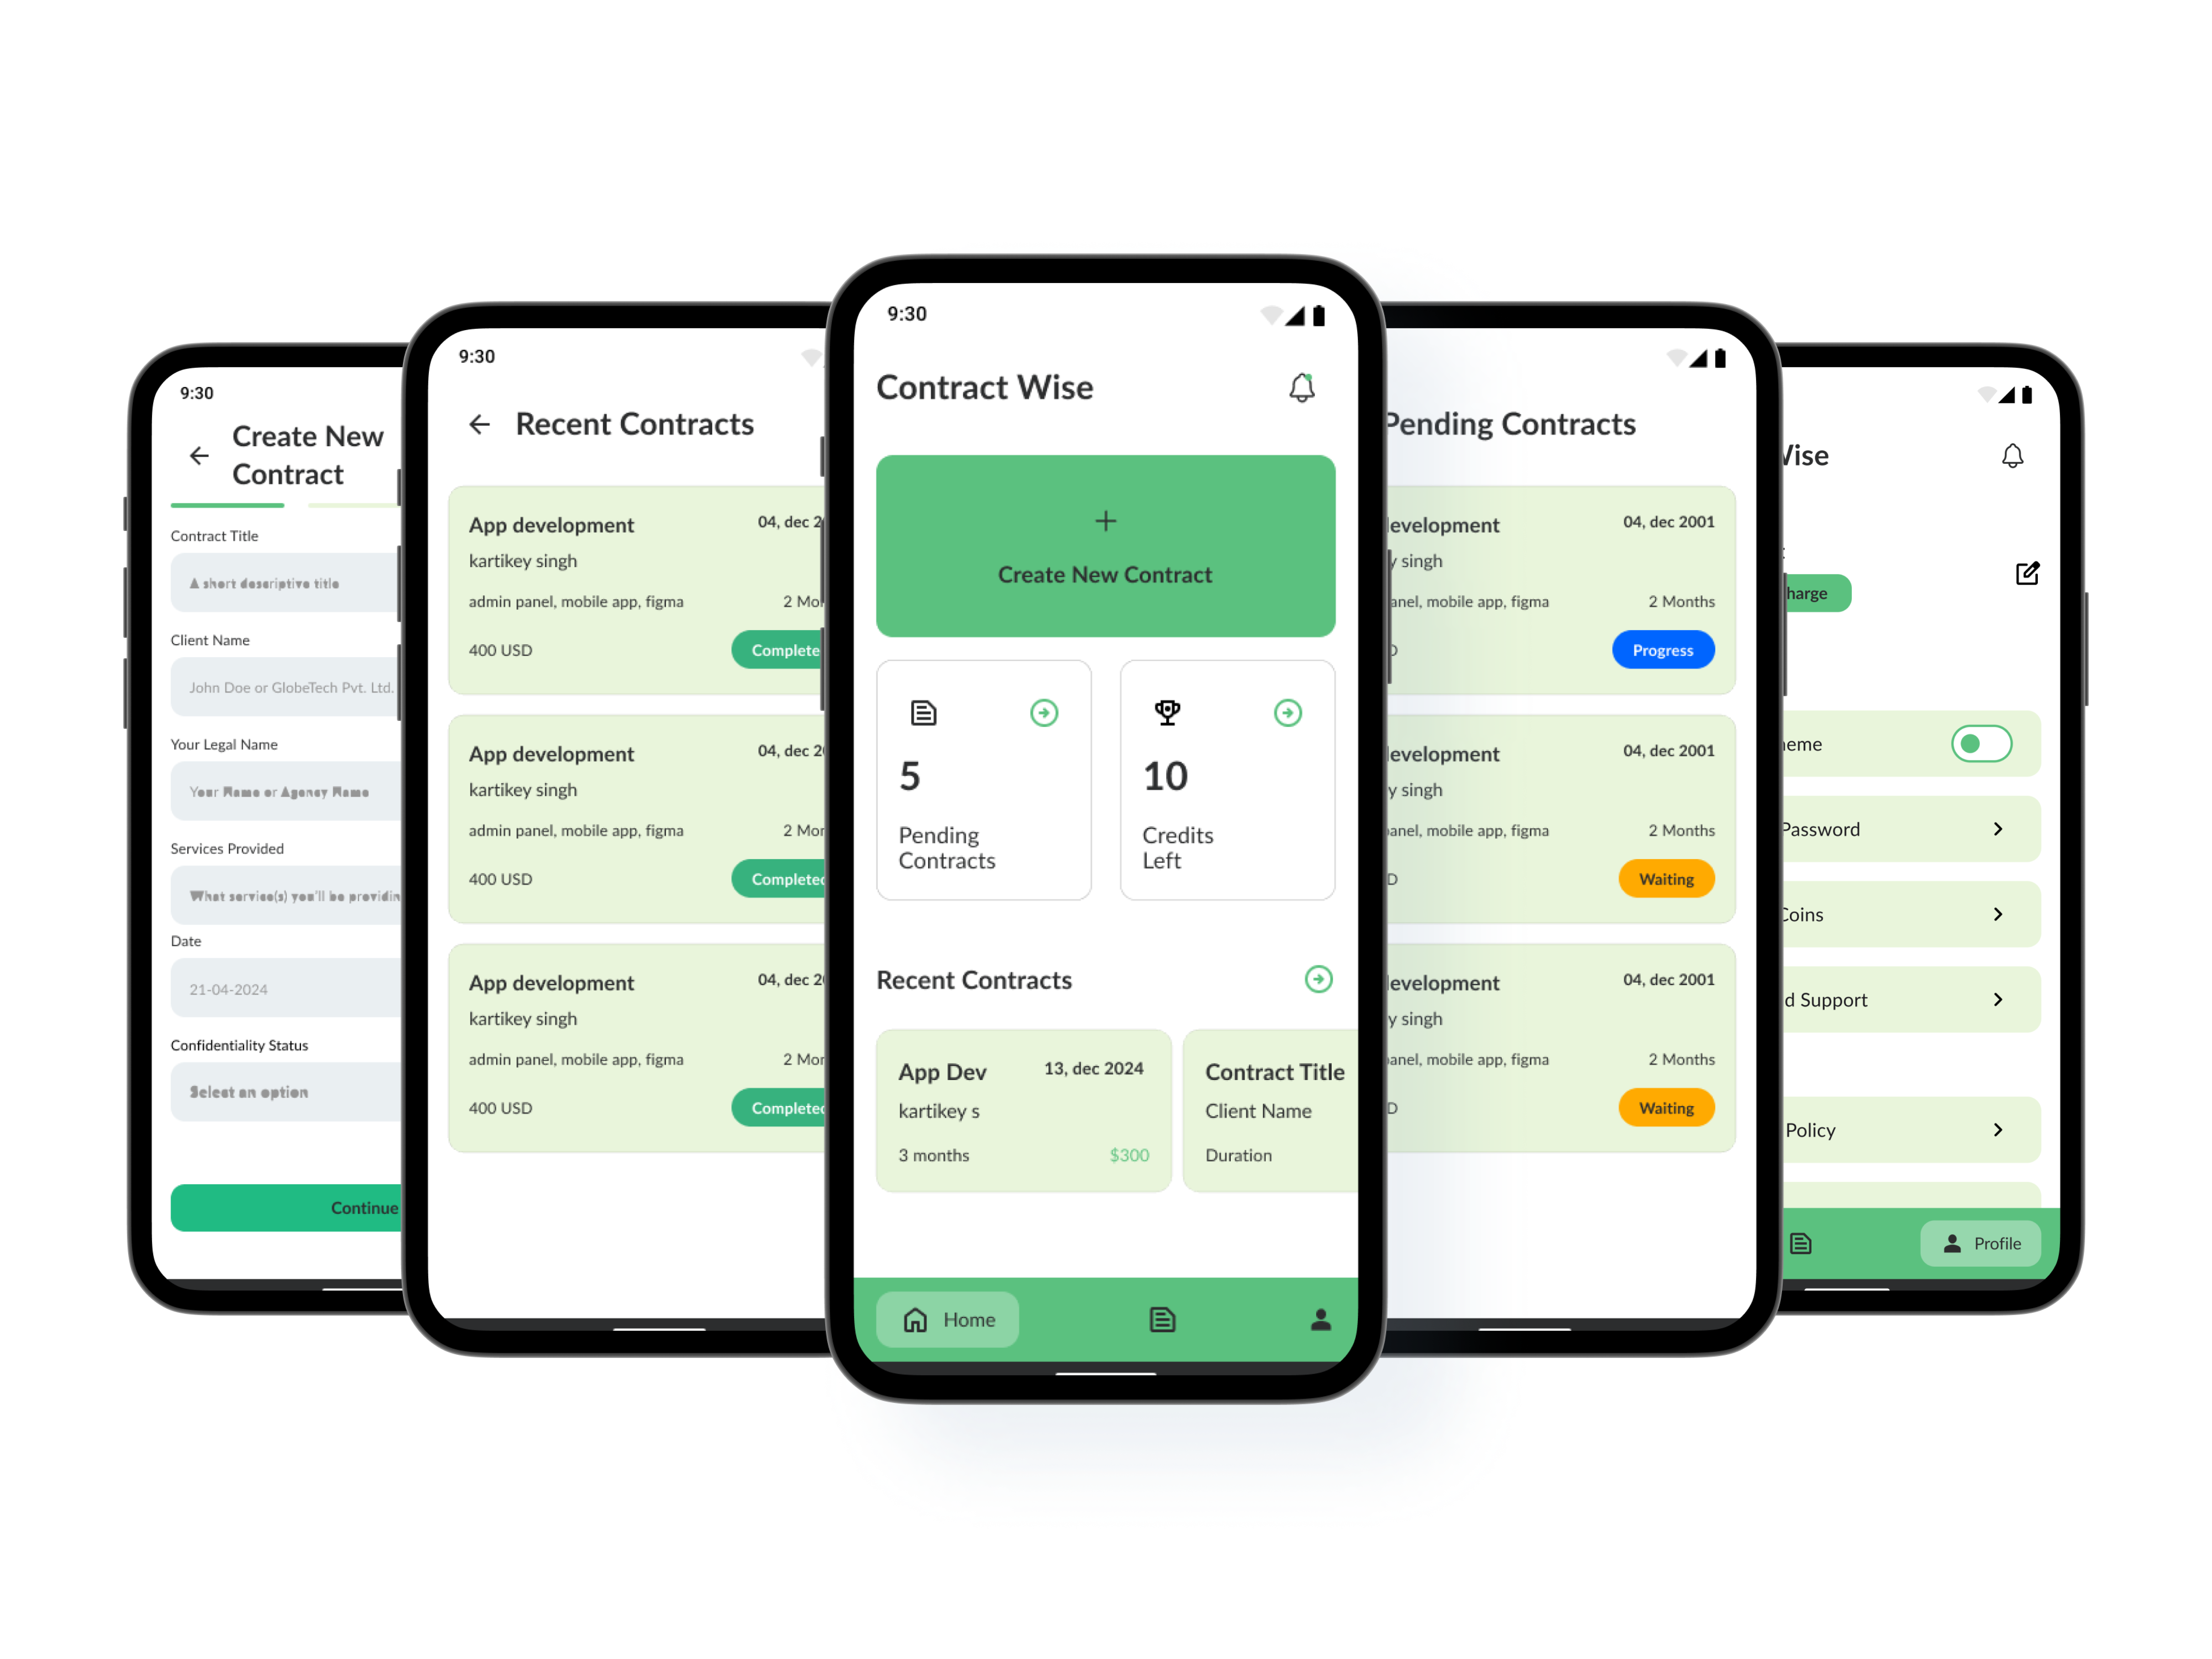 9:30
Create New
Contract
Contract Title
A short descriptive title
Client Name
John Doe or GlobeTech Pvt. Ltd.
Your Legal Name
Your Name or Agency Name
Services Provided
What service(s) you'll be providin
Date
21-04-2024
Confidentiality Status
Select an option
Continue
9:30
Recent Contracts
App development
04, dec 2
kartikey singh
admin panel, mobile app, figma
2 Mo
400 USD
Complete
App development
04, dec 2
kartikey singh
admin panel, mobile app, figma
2 Mor
400 USD
Complete
App development
04, dec 2
kartikey singh
admin panel, mobile app, figma
2 Mor
400 USD
Complete
9:30
Contract Wise
+
Create New Contract
5
Pending
Contracts
10
Credits
Left
Recent Contracts
App Dev
13, dec 2024
kartikey s
3 months
$300
Contract Title
Client Name
Duration
Home
Pending Contracts
evelopment
04, dec 2001
y singh
anel, mobile app, figma
2 Months
D
Progress
evelopment
04, dec 2001
y singh
anel, mobile app, figma
2 Months
D
Waiting
evelopment
04, dec 2001
y singh
anel, mobile app, figma
2 Months
D
Waiting
Wise
harge
eme
Password
Coins
d Support
Policy
Profile